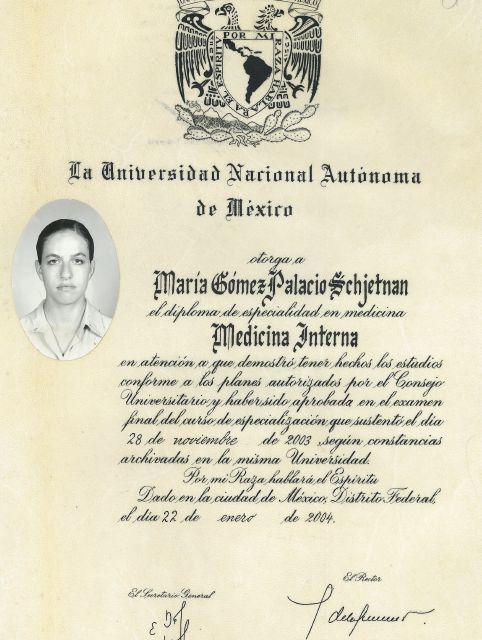 POR MI RAZA HABLARA EL ESPIRITU
La Universidad Nacional Autónoma
de México
otorga a
María Gómez Palacio Schjetnan
el diploma de especialidad en medicina
Medicina Interna
en atención a que demostró tener hechos los estudios
conforme a los planes autorizados por el Consejo
Universitario y haber sido aprobada en el examen
final del curso de especialización que sustentó el día
28 de noviembre de 2003, según constancias
archivadas en la misma Universidad.
Por mi Raza hablará el Espíritu
Dado en la ciudad de México, Distrito Federal,
el día 22 de enero de 2004.
El Secretario General
El Rector